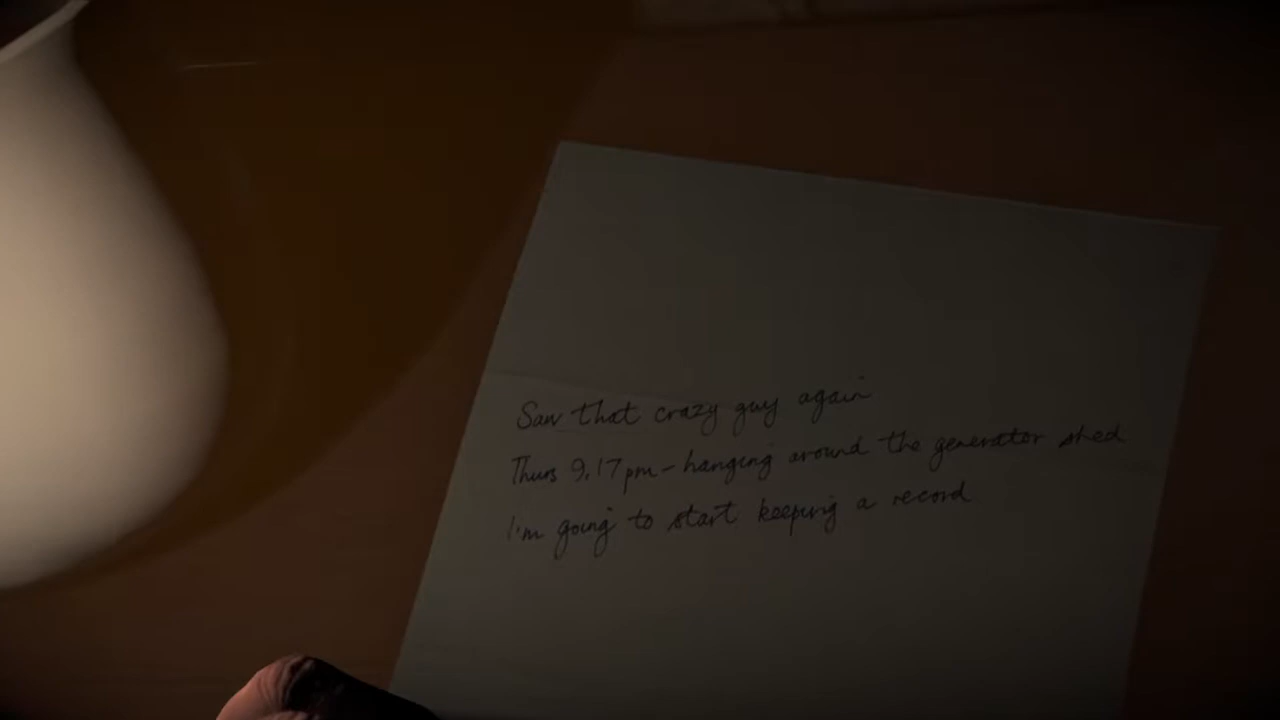 Saw that crazy guy again
Thurs 9.17pm - hanging around the generator shed
I'm going to start keeping a record